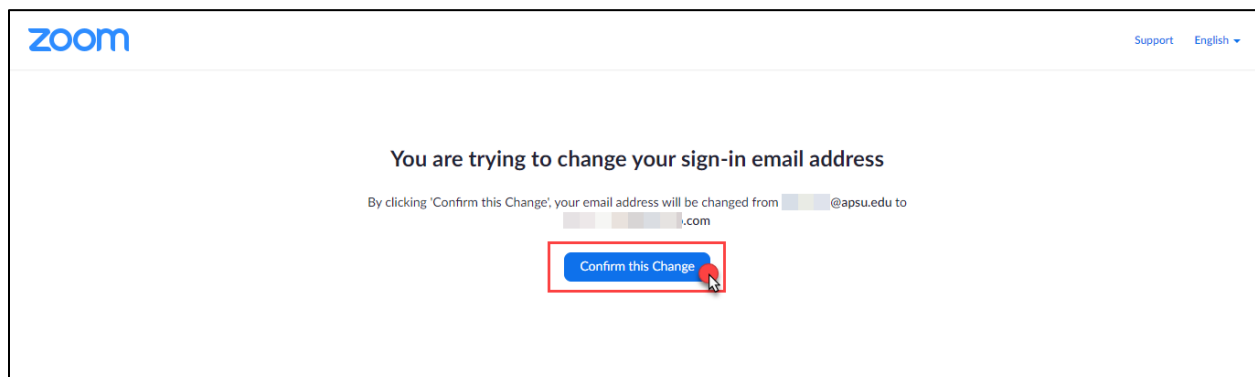 zoom
Support English
You are trying to change your sign-in email address
By clicking 'Confirm this Change', your email address will be changed from @apsu.edu to
.com
Confirm this Change